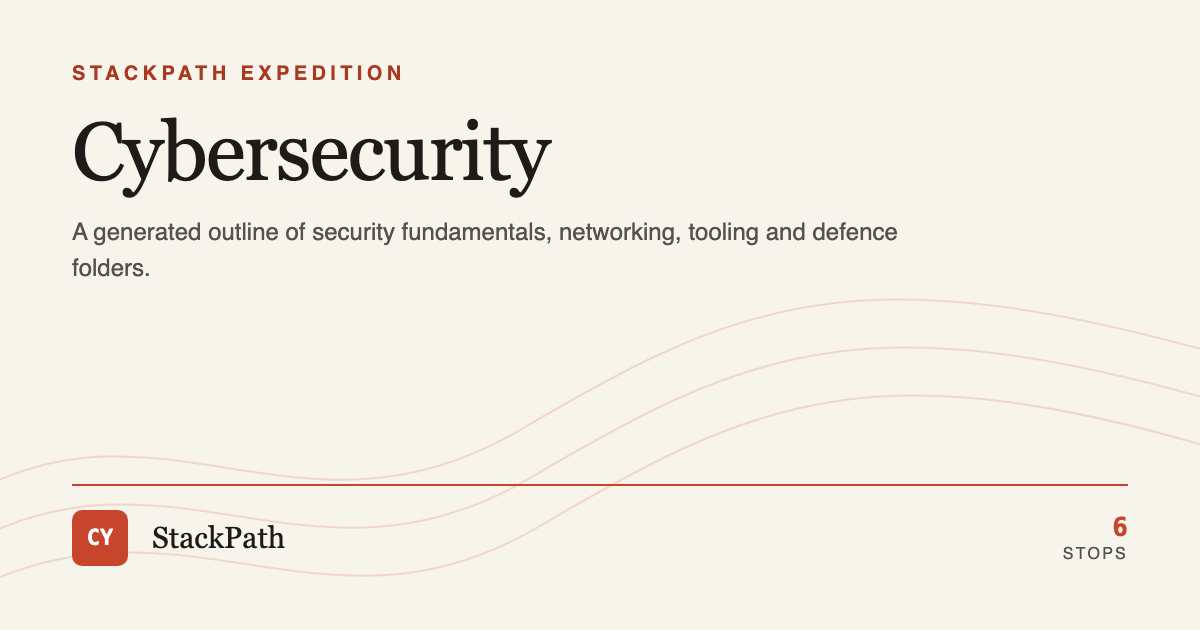 STACKPATH EXPEDITION
Cybersecurity
A generated outline of security fundamentals, networking, tooling and defence
folders.
CY
StackPath
6
STOPS